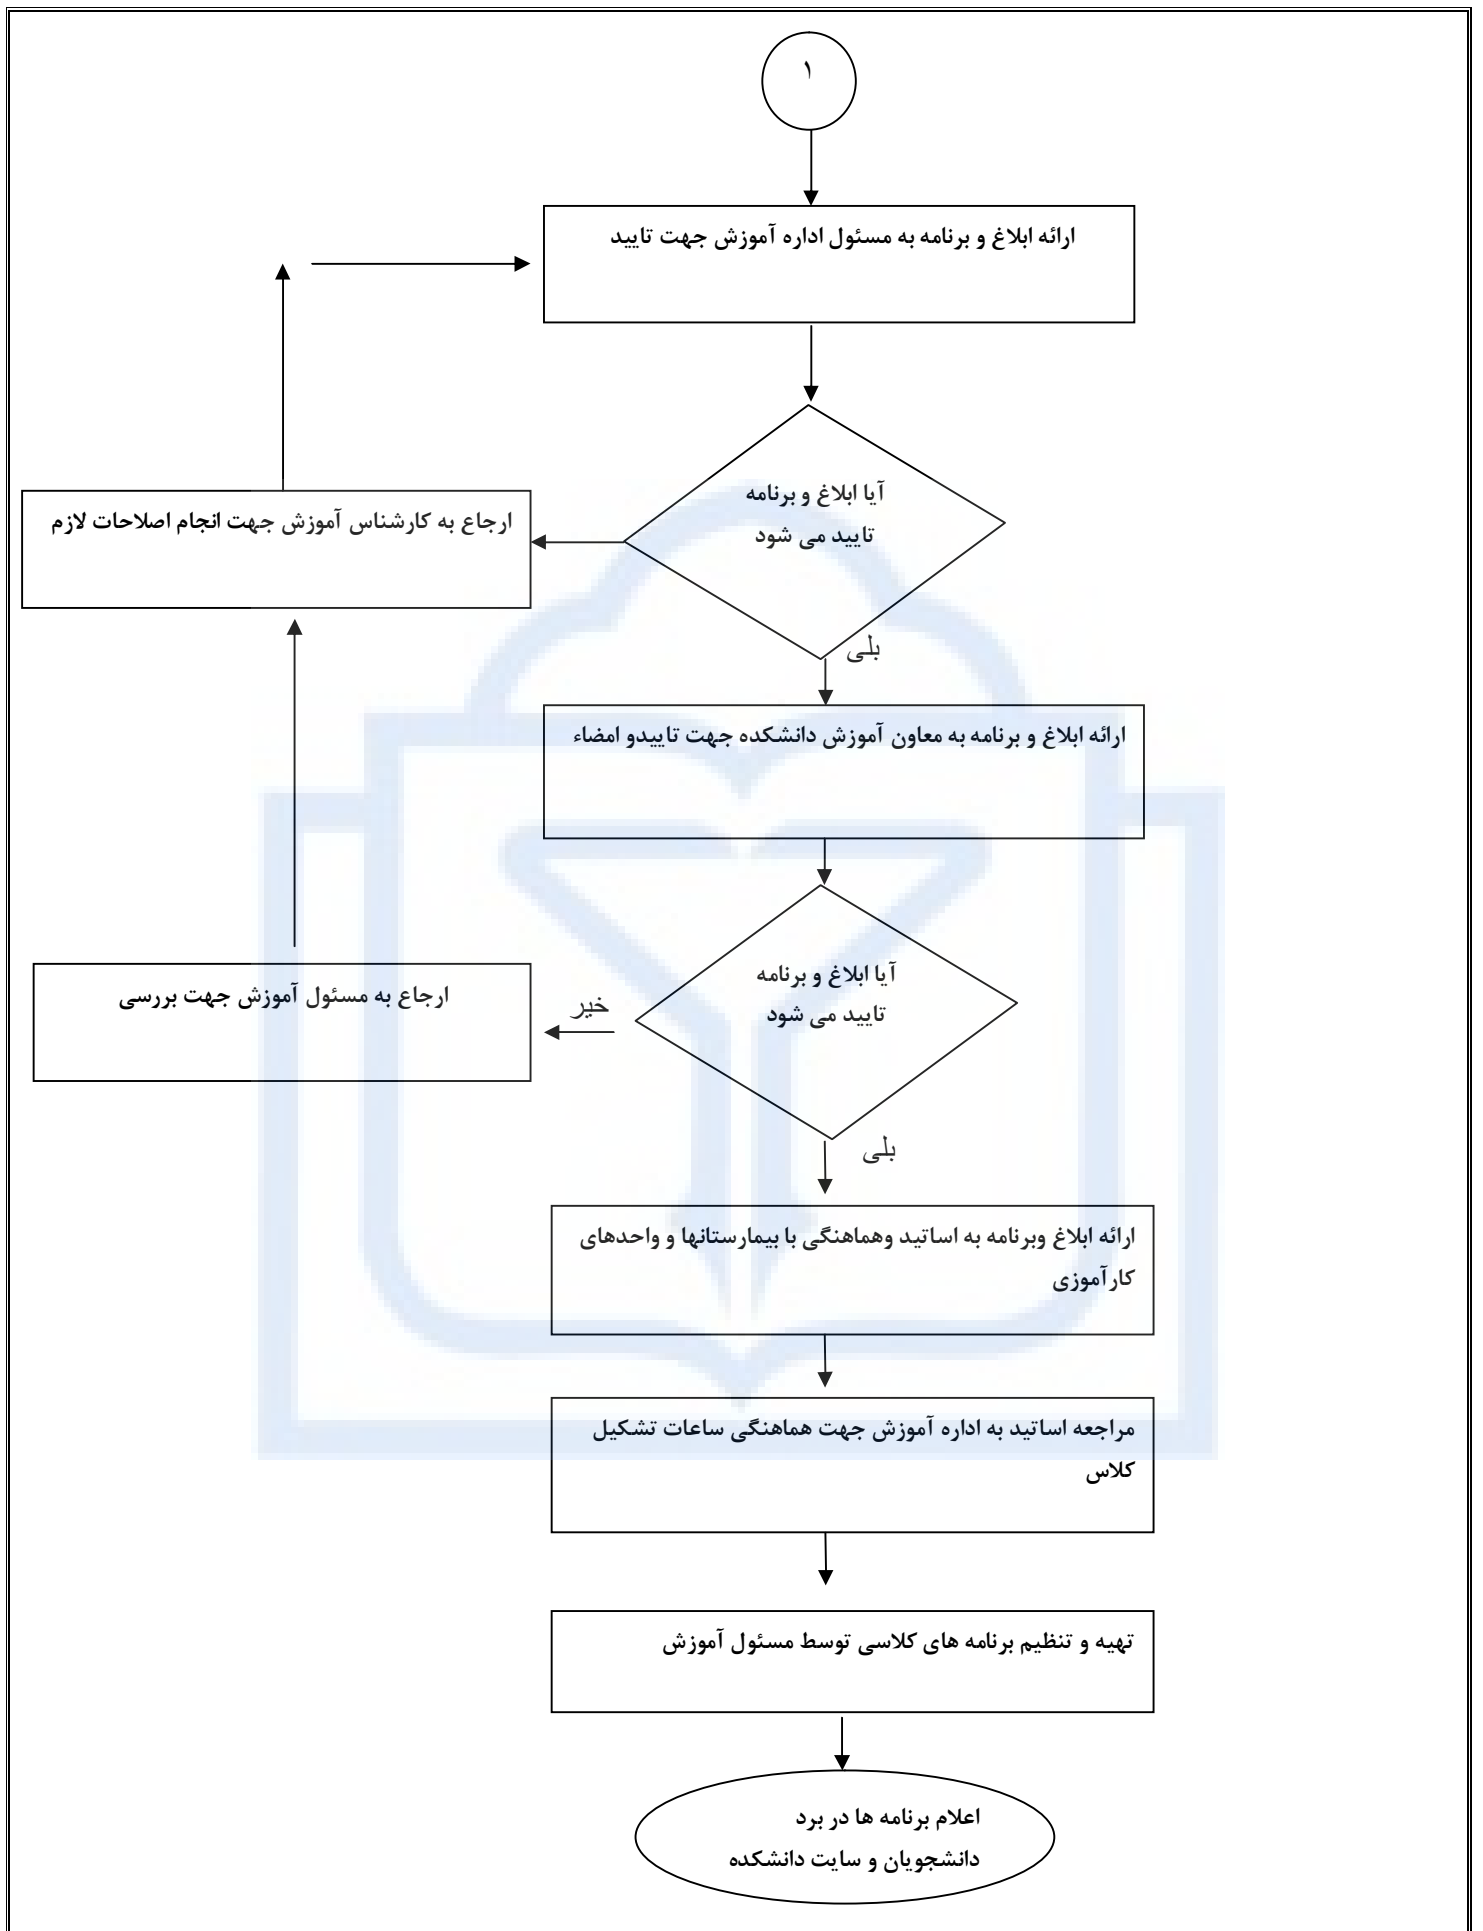 ۱
ارائه ابلاغ و برنامه به مسئول اداره آموزش جهت تایید
آیا ابلاغ و برنامه
تایید می شود
ارجاع به کارشناس آموزش جهت انجام اصلاحات لازم
بلی
ارائه ابلاغ و برنامه به معاون آموزش دانشکده جهت تاییدو امضاء
آیا ابلاغ و برنامه
تایید می شود
خیر
ارجاع به مسئول آموزش جهت بررسی
بلی
ارائه ابلاغ وبرنامه به اساتید وهماهنگی با بیمارستانها و واحدهای
کارآموزی
مراجعه اساتید به اداره آموزش جهت هماهنگی ساعات تشکیل
کلاس
تهیه و تنظیم برنامه های کلاسی توسط مسئول آموزش
اعلام برنامه ها در برد
دانشجویان و سایت دانشکده